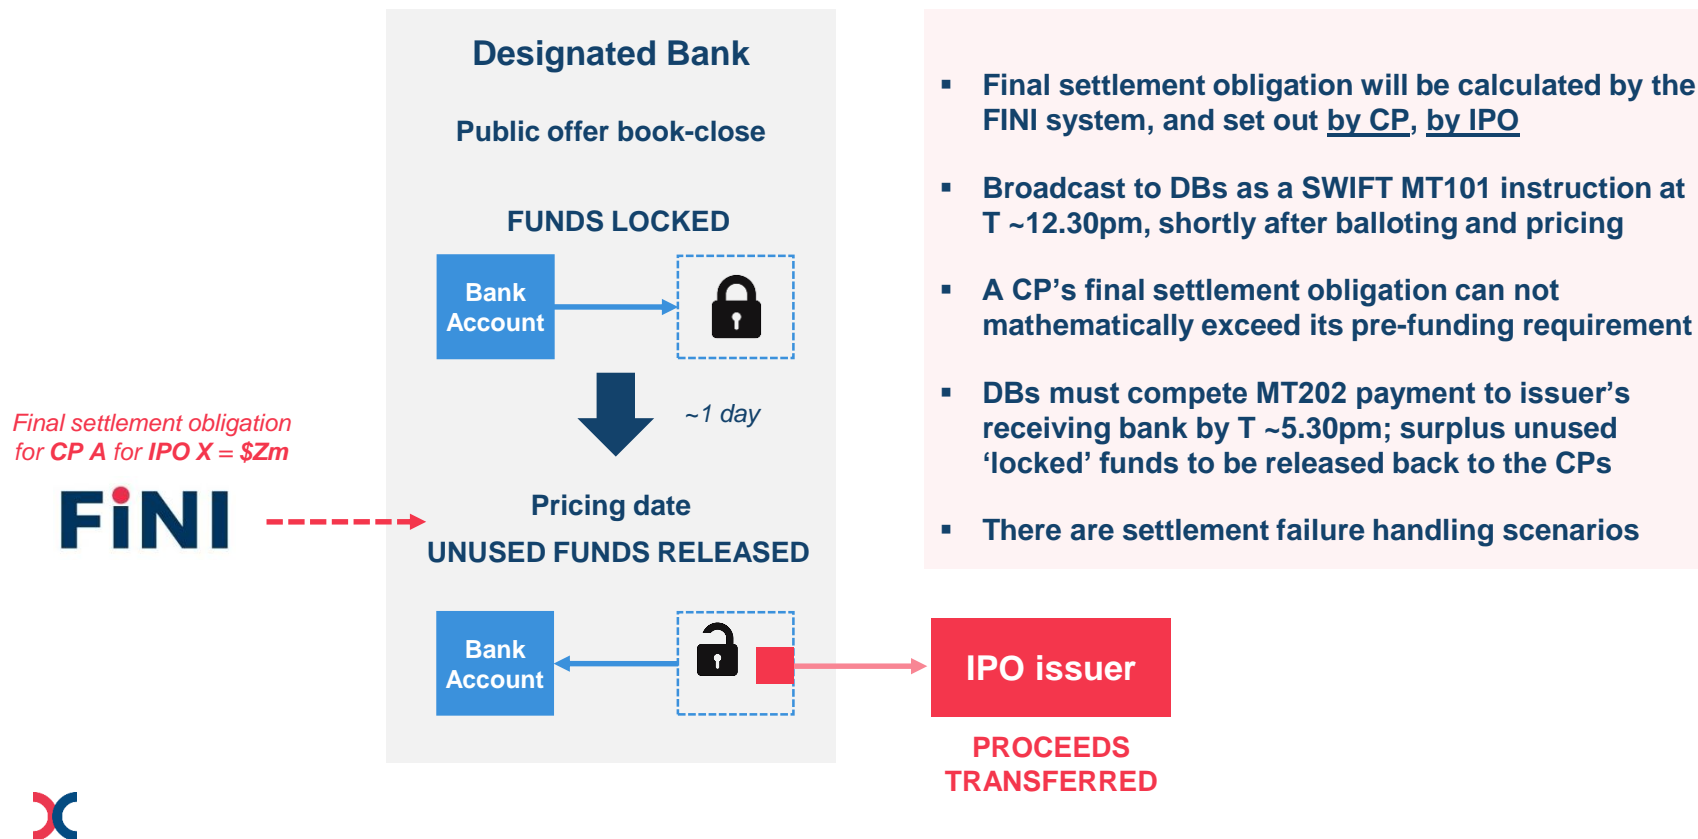 Designated Bank
Public offer book-close
FUNDS LOCKED
Bank
Account
~1 day
Final settlement obligation
for CP A for IPO X = $Zm
FiNI
Pricing date
UNUSED FUNDS RELEASED
Bank
Account
IPO issuer
PROCEEDS
TRANSFERRED
▪ Final settlement obligation will be calculated by the
FINI system, and set out by CP, by IPO
▪ Broadcast to DBs as a SWIFT MT101 instruction at
T ~12.30pm, shortly after balloting and pricing
▪ A CP’s final settlement obligation can not
mathematically exceed its pre-funding requirement
▪ DBs must compete MT202 payment to issuer’s
receiving bank by T ~5.30pm; surplus unused
‘locked’ funds to be released back to the CPs
▪ There are settlement failure handling scenarios